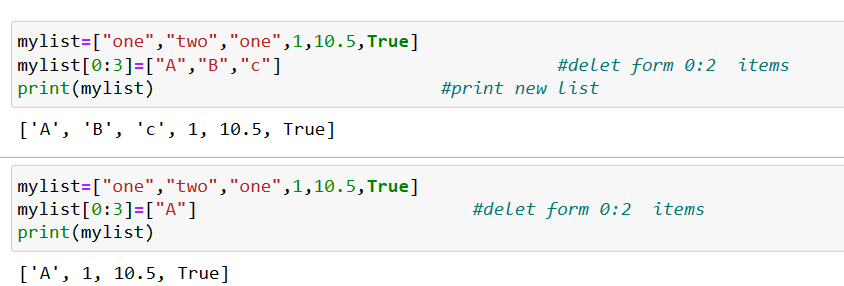 mylist=["one","two","one",1,10.5,True]
mylist[0:3]=["A","B","c"] #delet form 0:2 items
print(mylist) #print new list
['A', 'B', 'c', 1, 10.5, True]
mylist=["one","two","one",1,10.5,True]
mylist[0:3]=["A"] #delet form 0:2 items
print(mylist)
['A', 1, 10.5, True]